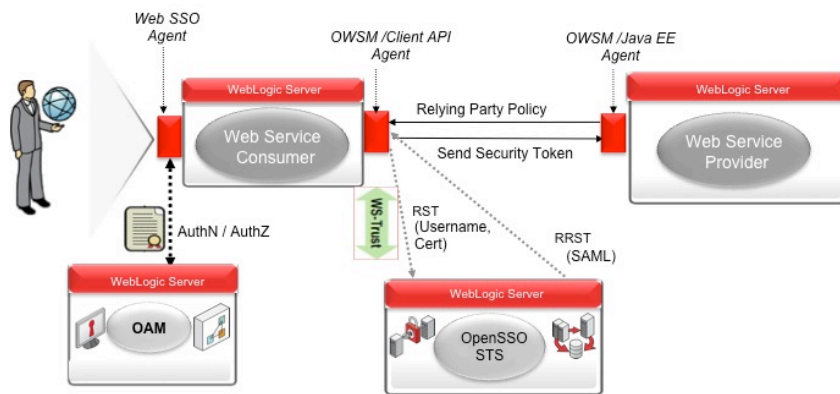 Web SSO
Agent
OWSM /Client API
Agent
OWSM /Java EE
Agent
WebLogic Server
Web Service
Consumer
Relying Party Policy
Send Security Token
WebLogic Server
Web Service
Provider
AuthN / AuthZ
WS-Trust
RST
(Username,
Cert)
RRST
(SAML)
WebLogic Server
OAM
WebLogic Server
OpenSSO
STS